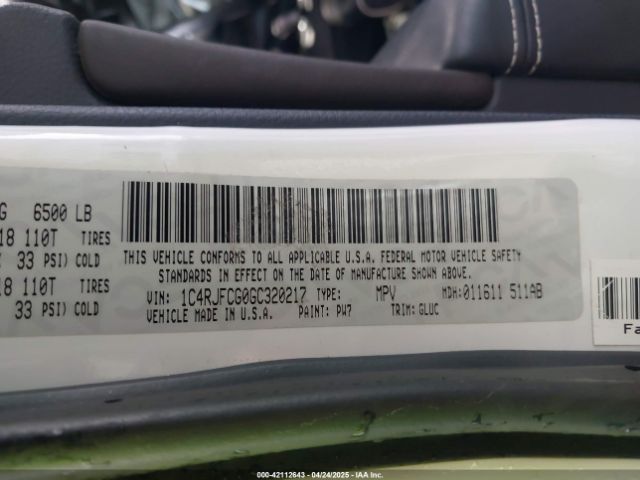 G 6500 LB
18 110T TIRES
33 PSI) COLD
18 110T TIRES
33 PSI) COLD
THIS VEHICLE CONFORMS TO ALL APPLICABLE U.S.A. FEDERAL MOTOR VEHICLE SAFETY
STANDARDS IN EFFECT ON THE DATE OF MANUFACTURE SHOWN ABOVE.
VIN: 1C4RJFCG0GC320217 TYPE: MPV MDH: 011611 511AB
VEHICLE MADE IN U.S.A. PAINT: PW7 TRIM: GLUC
Fa
000-42112643 - 04/24/2025 - IAA Inc.